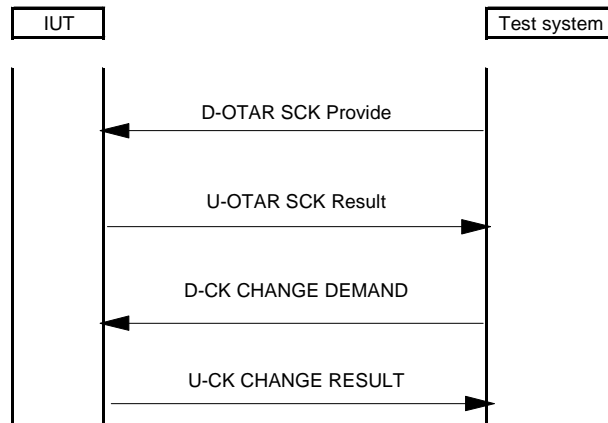 IUT
Test system
D-OTAR SCK Provide
U-OTAR SCK Result
D-CK CHANGE DEMAND
U-CK CHANGE RESULT